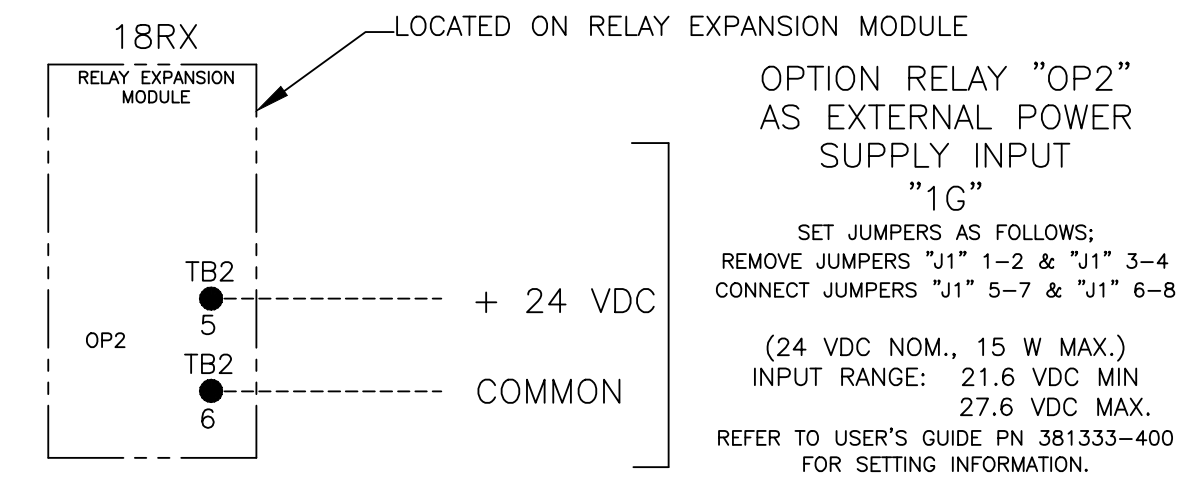 18RX
LOCATED ON RELAY EXPANSION MODULE
RELAY EXPANSION
MODULE
TB2
5
+ 24 VDC
OP2
TB2
6
COMMON
OPTION RELAY "OP2"
AS EXTERNAL POWER
SUPPLY INPUT
"1G"
SET JUMPERS AS FOLLOWS;
REMOVE JUMPERS "J1" 1-2 & "J1" 3-4
CONNECT JUMPERS "J1" 5-7 & "J1" 6-8
(24 VDC NOM., 15 W MAX.)
INPUT RANGE: 21.6 VDC MIN
27.6 VDC MAX.
REFER TO USER'S GUIDE PN 381333-400
FOR SETTING INFORMATION.